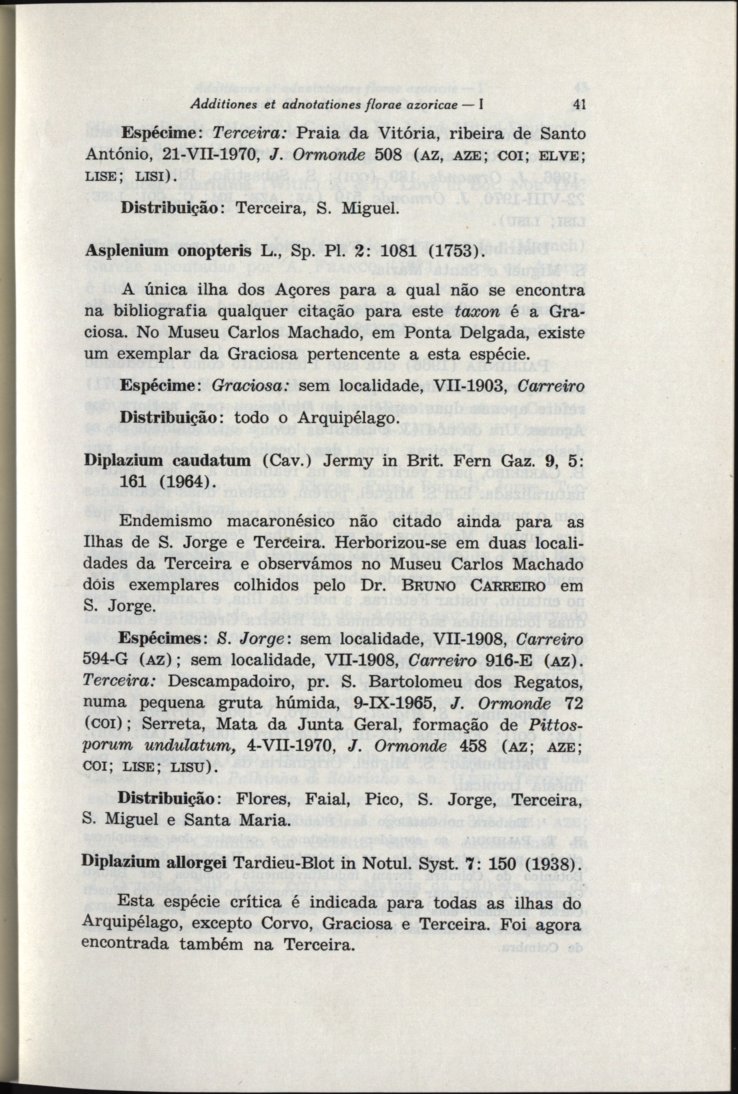 Additiones et adnotationes florae azoricae — I 41
Espécime: Terceira: Praia da Vitória, ribeira de Santo
António, 21-VII-1970, J. Ormonde 508 (AZ, AZE; COI; ELVE;
LISE; LISI).
Distribuição: Terceira, S. Miguel.
Asplenium onopteris L., Sp. Pl. 2: 1081 (1753).
A única ilha dos Açores para a qual não se encontra
na bibliografia qualquer citação para este taxon é a Gra-
ciosa. No Museu Carlos Machado, em Ponta Delgada, existe
um exemplar da Graciosa pertencente a esta espécie.
Espécime: Graciosa: sem localidade, VII-1903, Carreiro
Distribuição: todo o Arquipélago.
Diplazium caudatum (Cav.) Jermy in Brit. Fern Gaz. 9, 5:
161 (1964).
Endemismo macaronésico não citado ainda para as
Ilhas de S. Jorge e Terceira. Herborizou-se em duas locali-
dades da Terceira e observámos no Museu Carlos Machado
dois exemplares colhidos pelo Dr. BRUNO CARREIRO em
S. Jorge.
Espécimes: S. Jorge: sem localidade, VII-1908, Carreiro
594-G (AZ); sem localidade, VII-1908, Carreiro 916-E (AZ).
Terceira: Descampadoiro, pr. S. Bartolomeu dos Regatos,
numa pequena gruta húmida, 9-IX-1965, J. Ormonde 72
(COI); Serreta, Mata da Junta Geral, formação de Pittos-
porum undulatum, 4-VII-1970, J. Ormonde 458 (AZ; AZE;
COI; LISE; LISU).
Distribuição: Flores, Faial, Pico, S. Jorge, Terceira,
S. Miguel e Santa Maria.
Diplazium allorgei Tardieu-Blot in Notul. Syst. 7: 150 (1938).
Esta espécie crítica é indicada para todas as ilhas do
Arquipélago, excepto Corvo, Graciosa e Terceira. Foi agora
encontrada também na Terceira.